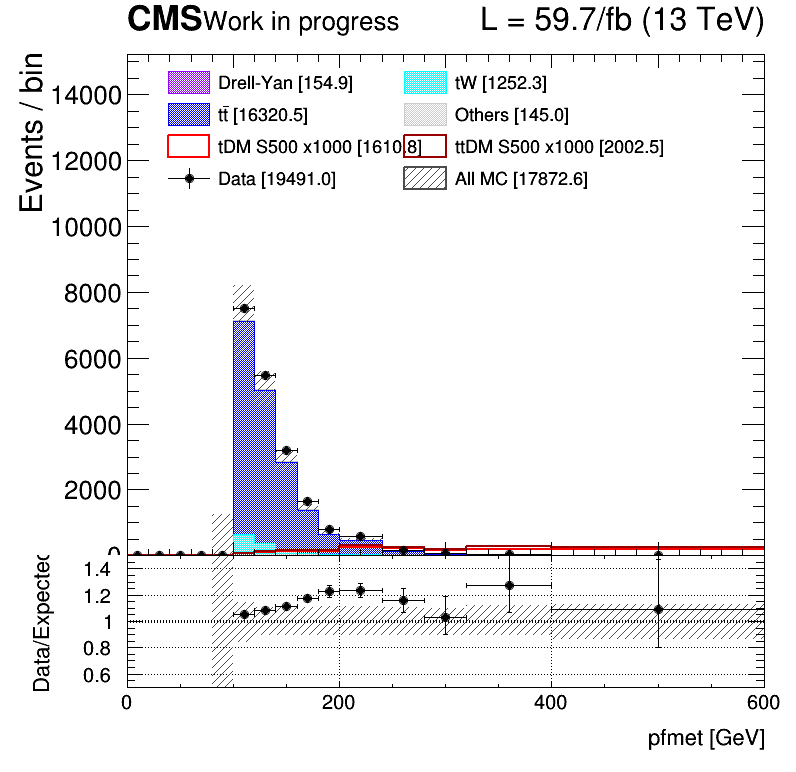 CMS Work in progress L = 59.7/fb (13 TeV)
Events / bin
14000
12000
10000
8000
6000
4000
2000
0
Drell-Yan [154.9] tW [1252.3]
tt̄ [16320.5] Others [145.0]
tDM S500 x1000 [1610.8] ttDM S500 x1000 [2002.5]
Data [19491.0] All MC [17872.6]
Data/Expected
1.4
1.2
1
0.8
0.6
0 200 400 600
pfmet [GeV]